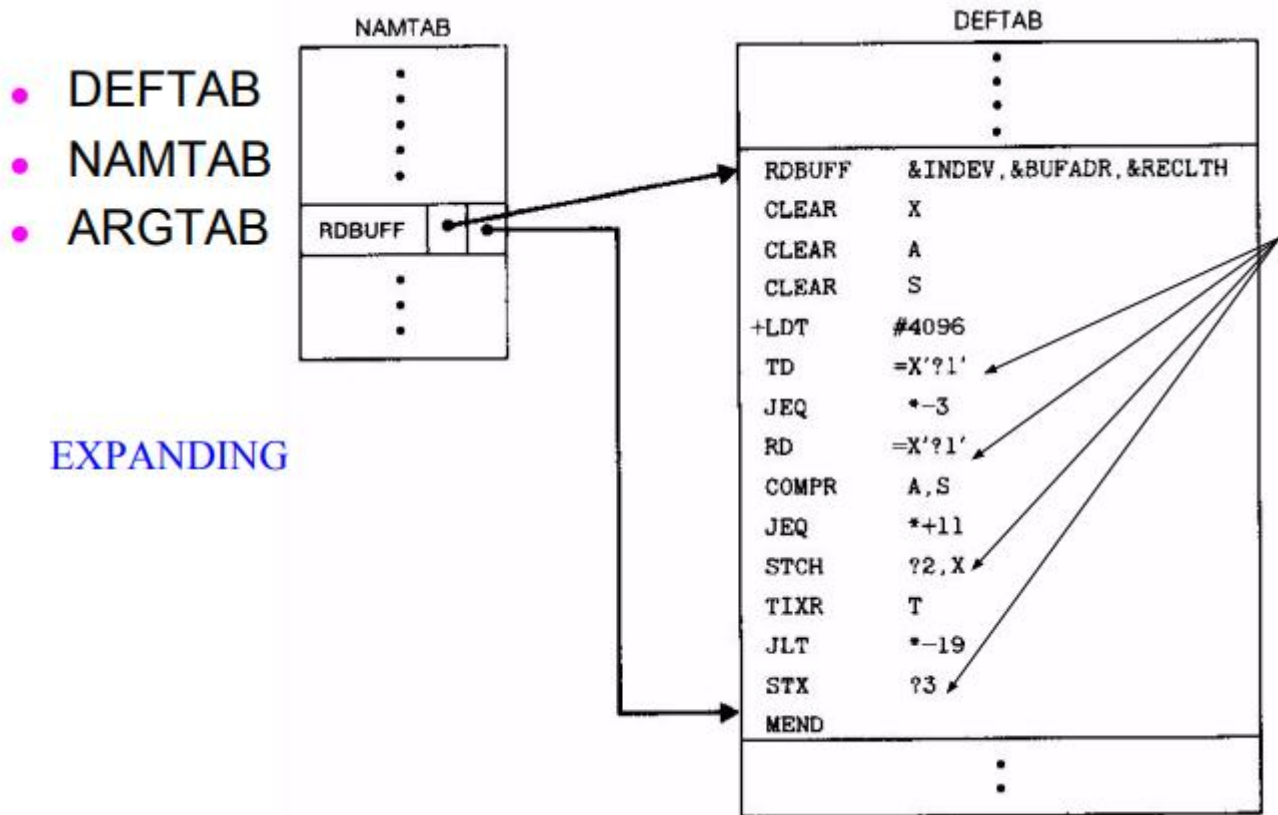 • DEFTAB
• NAMTAB
• ARGTAB
EXPANDING
NAMTAB
RDBUFF
DEFTAB
RDBUFF &INDEV,&BUFADR,&RECLTH
CLEAR X
CLEAR A
CLEAR S
+LDT #4096
TD =X'?1'
JEQ *-3
RD =X'?1'
COMPR A,S
JEQ *+11
STCH ?2,X
TIXR T
JLT *-19
STX ?3
MEND